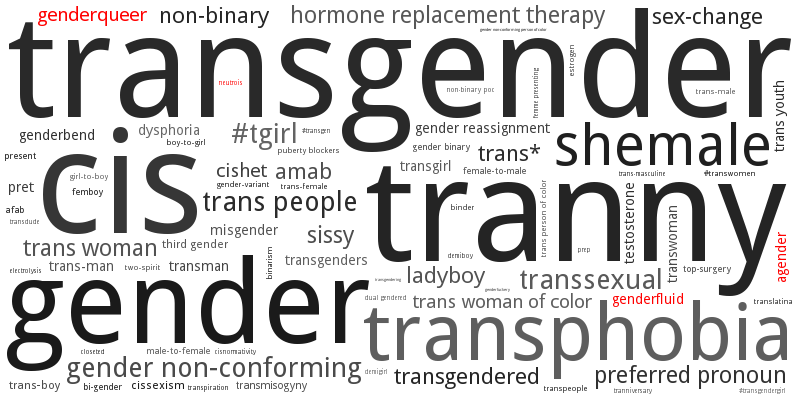 genderqueer
non-binary
hormone replacement therapy
sex-change
gender nonconforming person of color
transgender
estrogen
neutrois
non-binary poc
femme presenting
trans-male
trans youth
genderbend
dysphoria
boy-to-girl
#tgirl
#transgen
gender reassignment
shemale
present
cis
puberty blockers
gender binary
trans*
girl-to-boy
cishet
amab
transgirl
female-to-male
trans-masculine
#transwomen
pret
femboy
gender-variant
trans-female
tranny
afab
transdude
trans people
binder
trans person of color
testosterone
transwoman
misgender
sissy
trans woman
third gender
demiboy
prep
agender
binarism
transgenders
electrolysis
trans-man
two-spirit
transman
ladyboy
transsexual
top-surgery
gender
transgendering
genderfuckery
dual gendered
trans woman of color
genderfluid
translatina
transphobia
closeted
male-to-female
cisnormativity
gender non-conforming
demigirl
transgendered
preferred pronoun
trans-boy
bi-gender
cissexism
transpiration
transmisogyny
transpeople
tranniversary
#transgendergirl